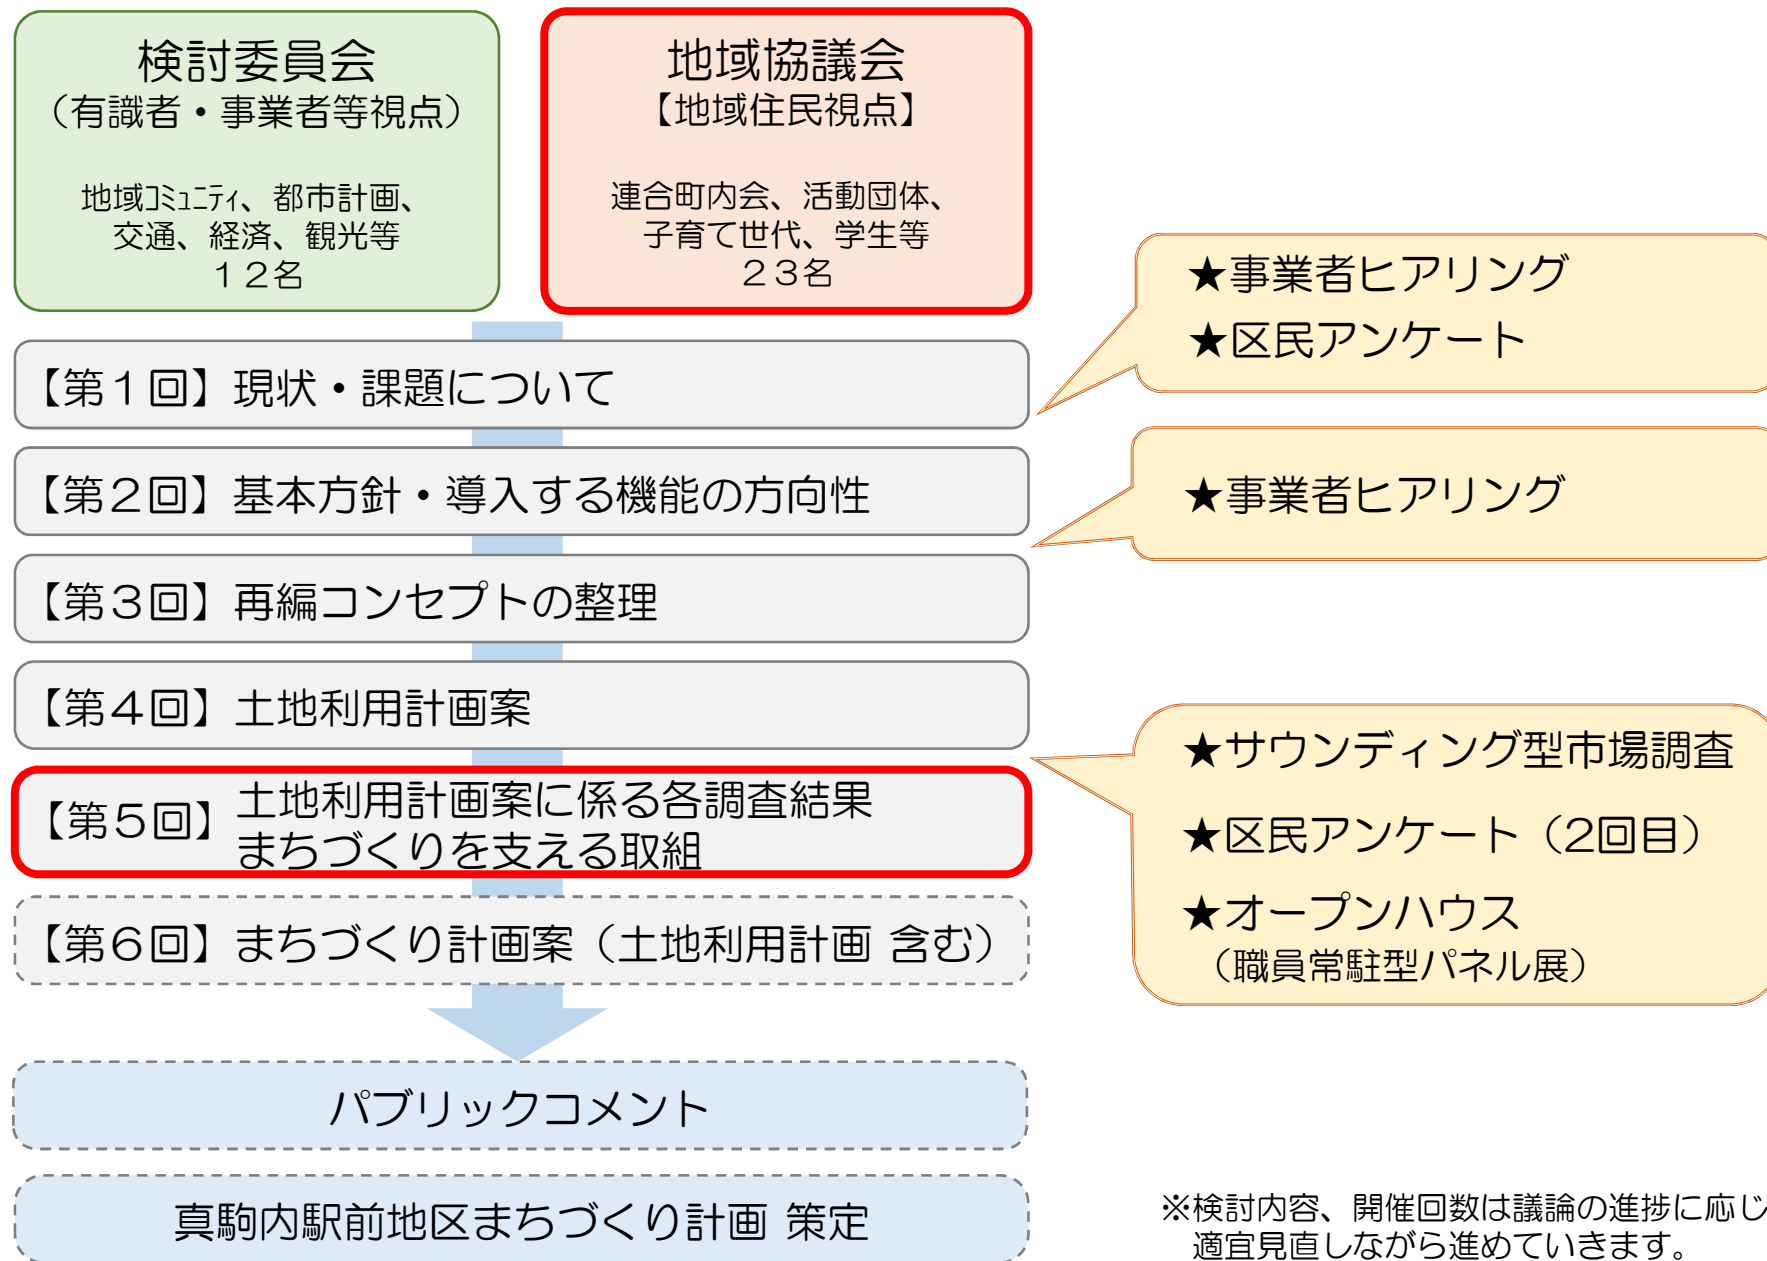 検討委員会
（有識者・事業者等視点）
地域ｺﾐｭﾆﾃｨ、都市計画、
交通、経済、観光等
１２名
地域協議会
【地域住民視点】
連合町内会、活動団体、
子育て世代、学生等
２３名
★事業者ヒアリング
★区民アンケート
【第１回】現状・課題について
【第２回】基本方針・導入する機能の方向性
★事業者ヒアリング
【第３回】再編コンセプトの整理
【第４回】土地利用計画案
【第５回】土地利用計画案に係る各調査結果
まちづくりを支える取組
★サウンディング型市場調査
★区民アンケート（2回目）
★オープンハウス
（職員常駐型パネル展）
【第６回】まちづくり計画案（土地利用計画 含む）
パブリックコメント
真駒内駅前地区まちづくり計画 策定
※検討内容、開催回数は議論の進捗に応じ
適宜見直しながら進めていきます。